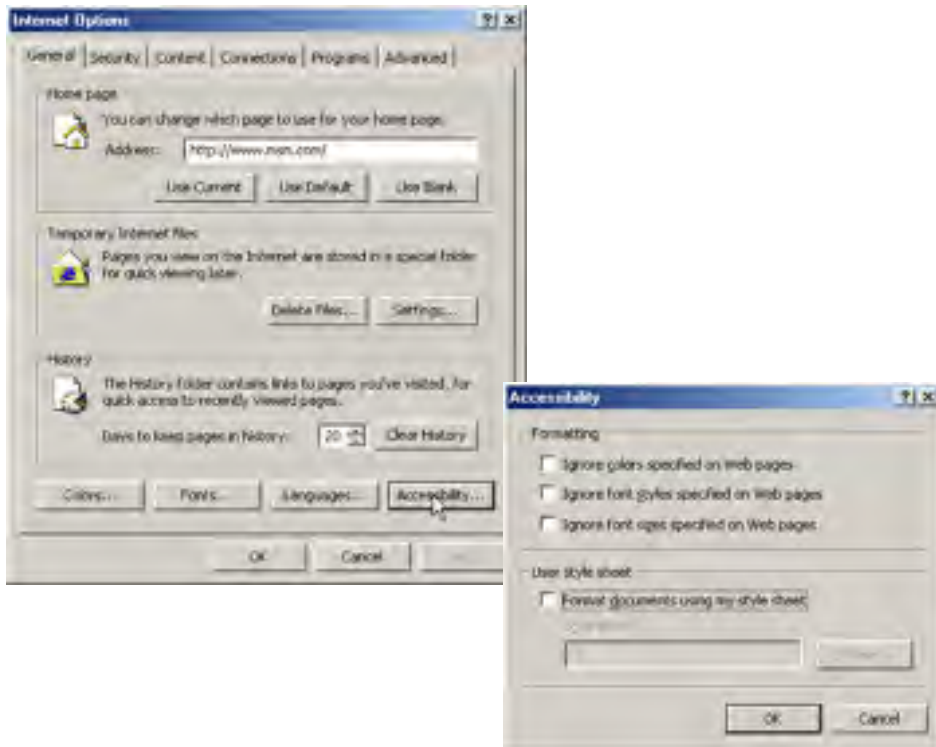 Internet Options
General Security Content Connections Programs Advanced
Home page
You can change which page to use for your home page.
Address: http://www.msn.com/
Use Current Use Default Use Blank
Temporary Internet files
Pages you view on the Internet are stored in a special folder
for quick viewing later.
Delete Files... Settings...
History
The History folder contains links to pages you've visited, for
quick access to recently viewed pages.
Days to keep pages in history: 20 Clear History
Colors... Fonts... Languages... Accessibility...
OK Cancel
Accessibility
Formatting
Ignore colors specified on Web pages
Ignore font styles specified on Web pages
Ignore font sizes specified on Web pages
User style sheet
Format documents using my style sheet
OK Cancel